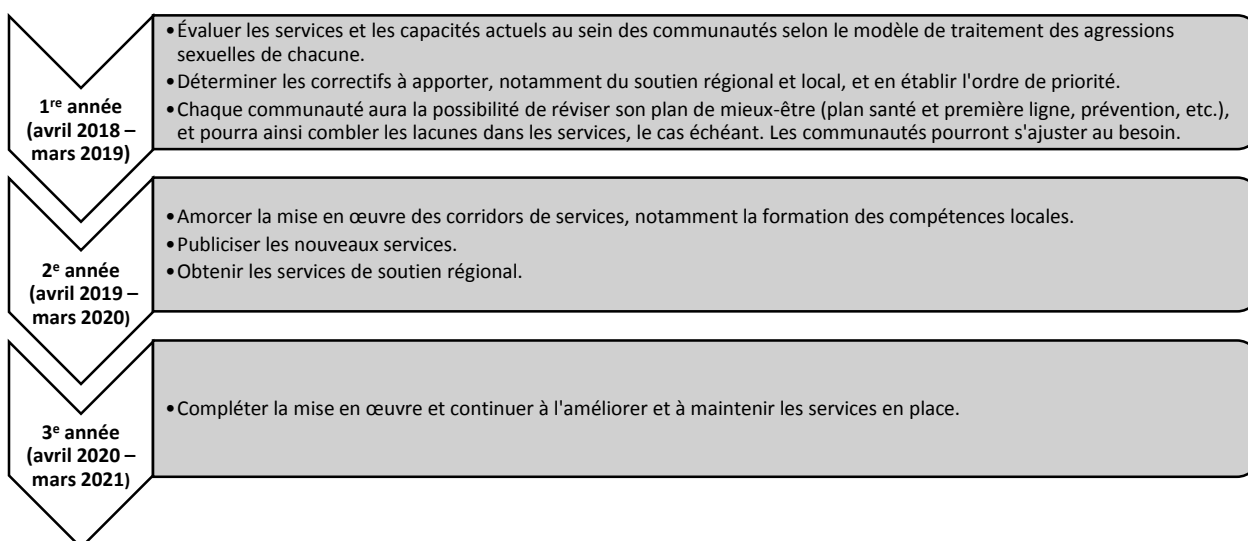 1re année
(avril 2018 –
mars 2019)
•Évaluer les services et les capacités actuels au sein des communautés selon le modèle de traitement des agressions
sexuelles de chacune.
•Déterminer les correctifs à apporter, notamment du soutien régional et local, et en établir l'ordre de priorité.
•Chaque communauté aura la possibilité de réviser son plan de mieux-être (plan santé et première ligne, prévention, etc.),
et pourra ainsi combler les lacunes dans les services, le cas échéant. Les communautés pourront s'ajuster au besoin.
2e année
(avril 2019 –
mars 2020)
•Amorcer la mise en œuvre des corridors de services, notamment la formation des compétences locales.
•Publiciser les nouveaux services.
•Obtenir les services de soutien régional.
3e année
(avril 2020 –
mars 2021)
•Compléter la mise en œuvre et continuer à l'améliorer et à maintenir les services en place.